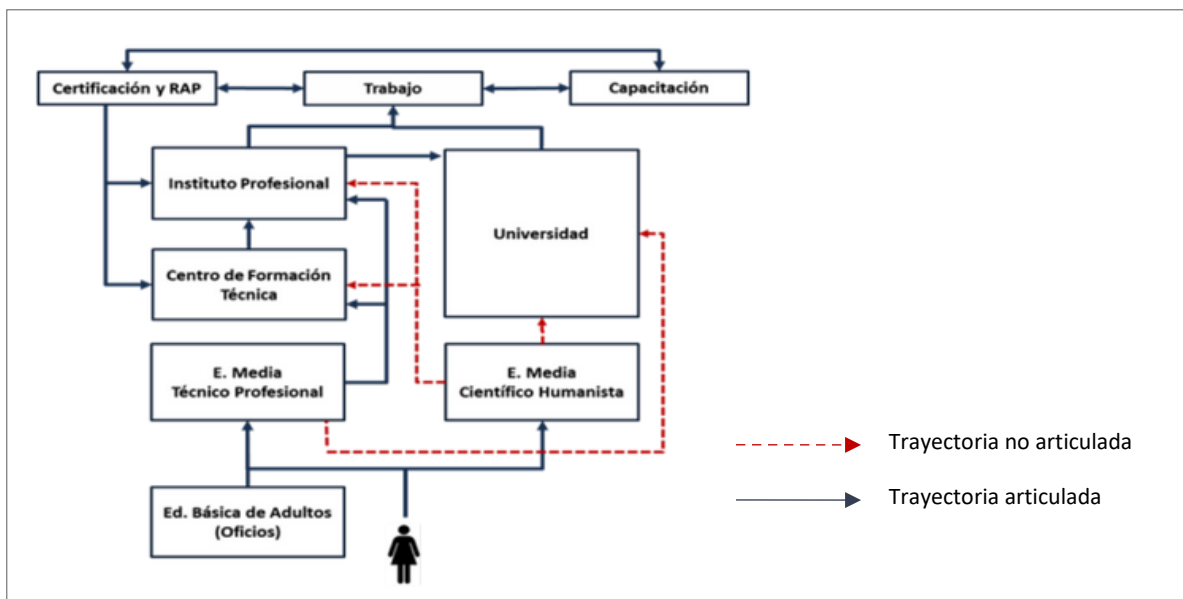 Certificación y RAP
Trabajo
Capacitación
Instituto Profesional
Universidad
Centro de Formación
Técnica
E. Media
Técnico Profesional
E. Media
Científico Humanista
Trayectoria no articulada
Trayectoria articulada
Ed. Básica de Adultos
(Oficios)